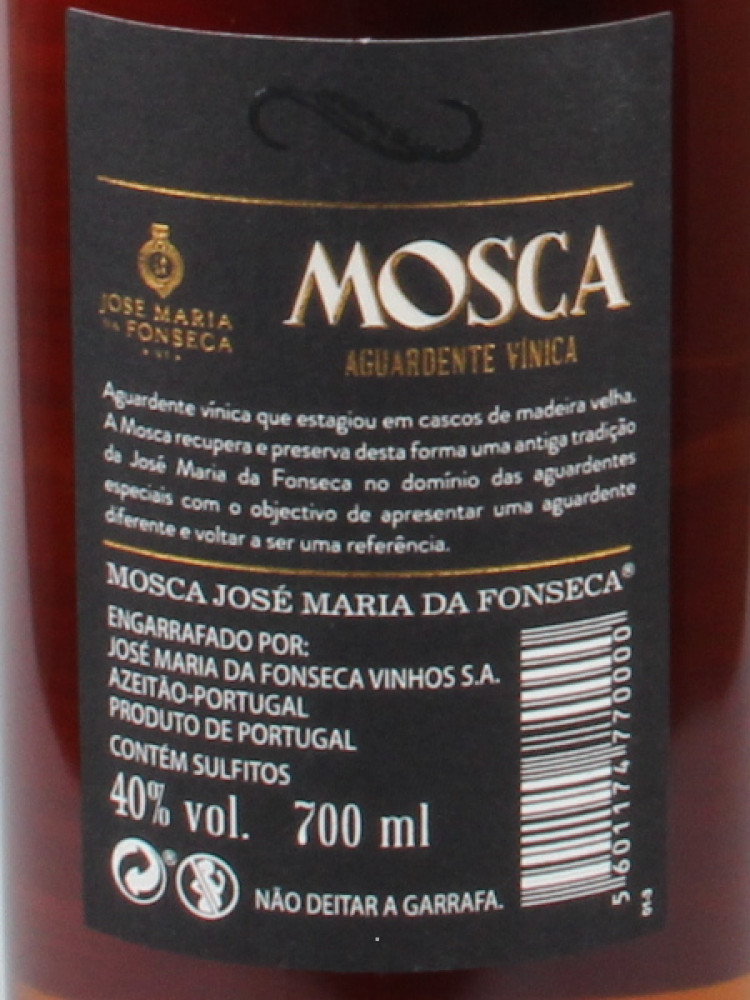 JOSE MARIA
DA FONSECA
MOSCA
AGUARDENTE VÍNICA
Aguardente vínica que estagiou em cascos de madeira velha.
A Mosca recupera e preserva desta forma uma antiga tradição
da José Maria da Fonseca no domínio das aguardentes
especiais com o objectivo de apresentar uma aguardente
diferente e voltar a ser uma referência.
MOSCA JOSÉ MARIA DA FONSECA®
ENGARRAFADO POR:
JOSÉ MARIA DA FONSECA VINHOS S.A.
AZEITÃO-PORTUGAL
PRODUTO DE PORTUGAL
CONTÉM SULFITOS
40% vol. 700 ml
®
NÃO DEITAR A GARRAFA.
5 601174 770000